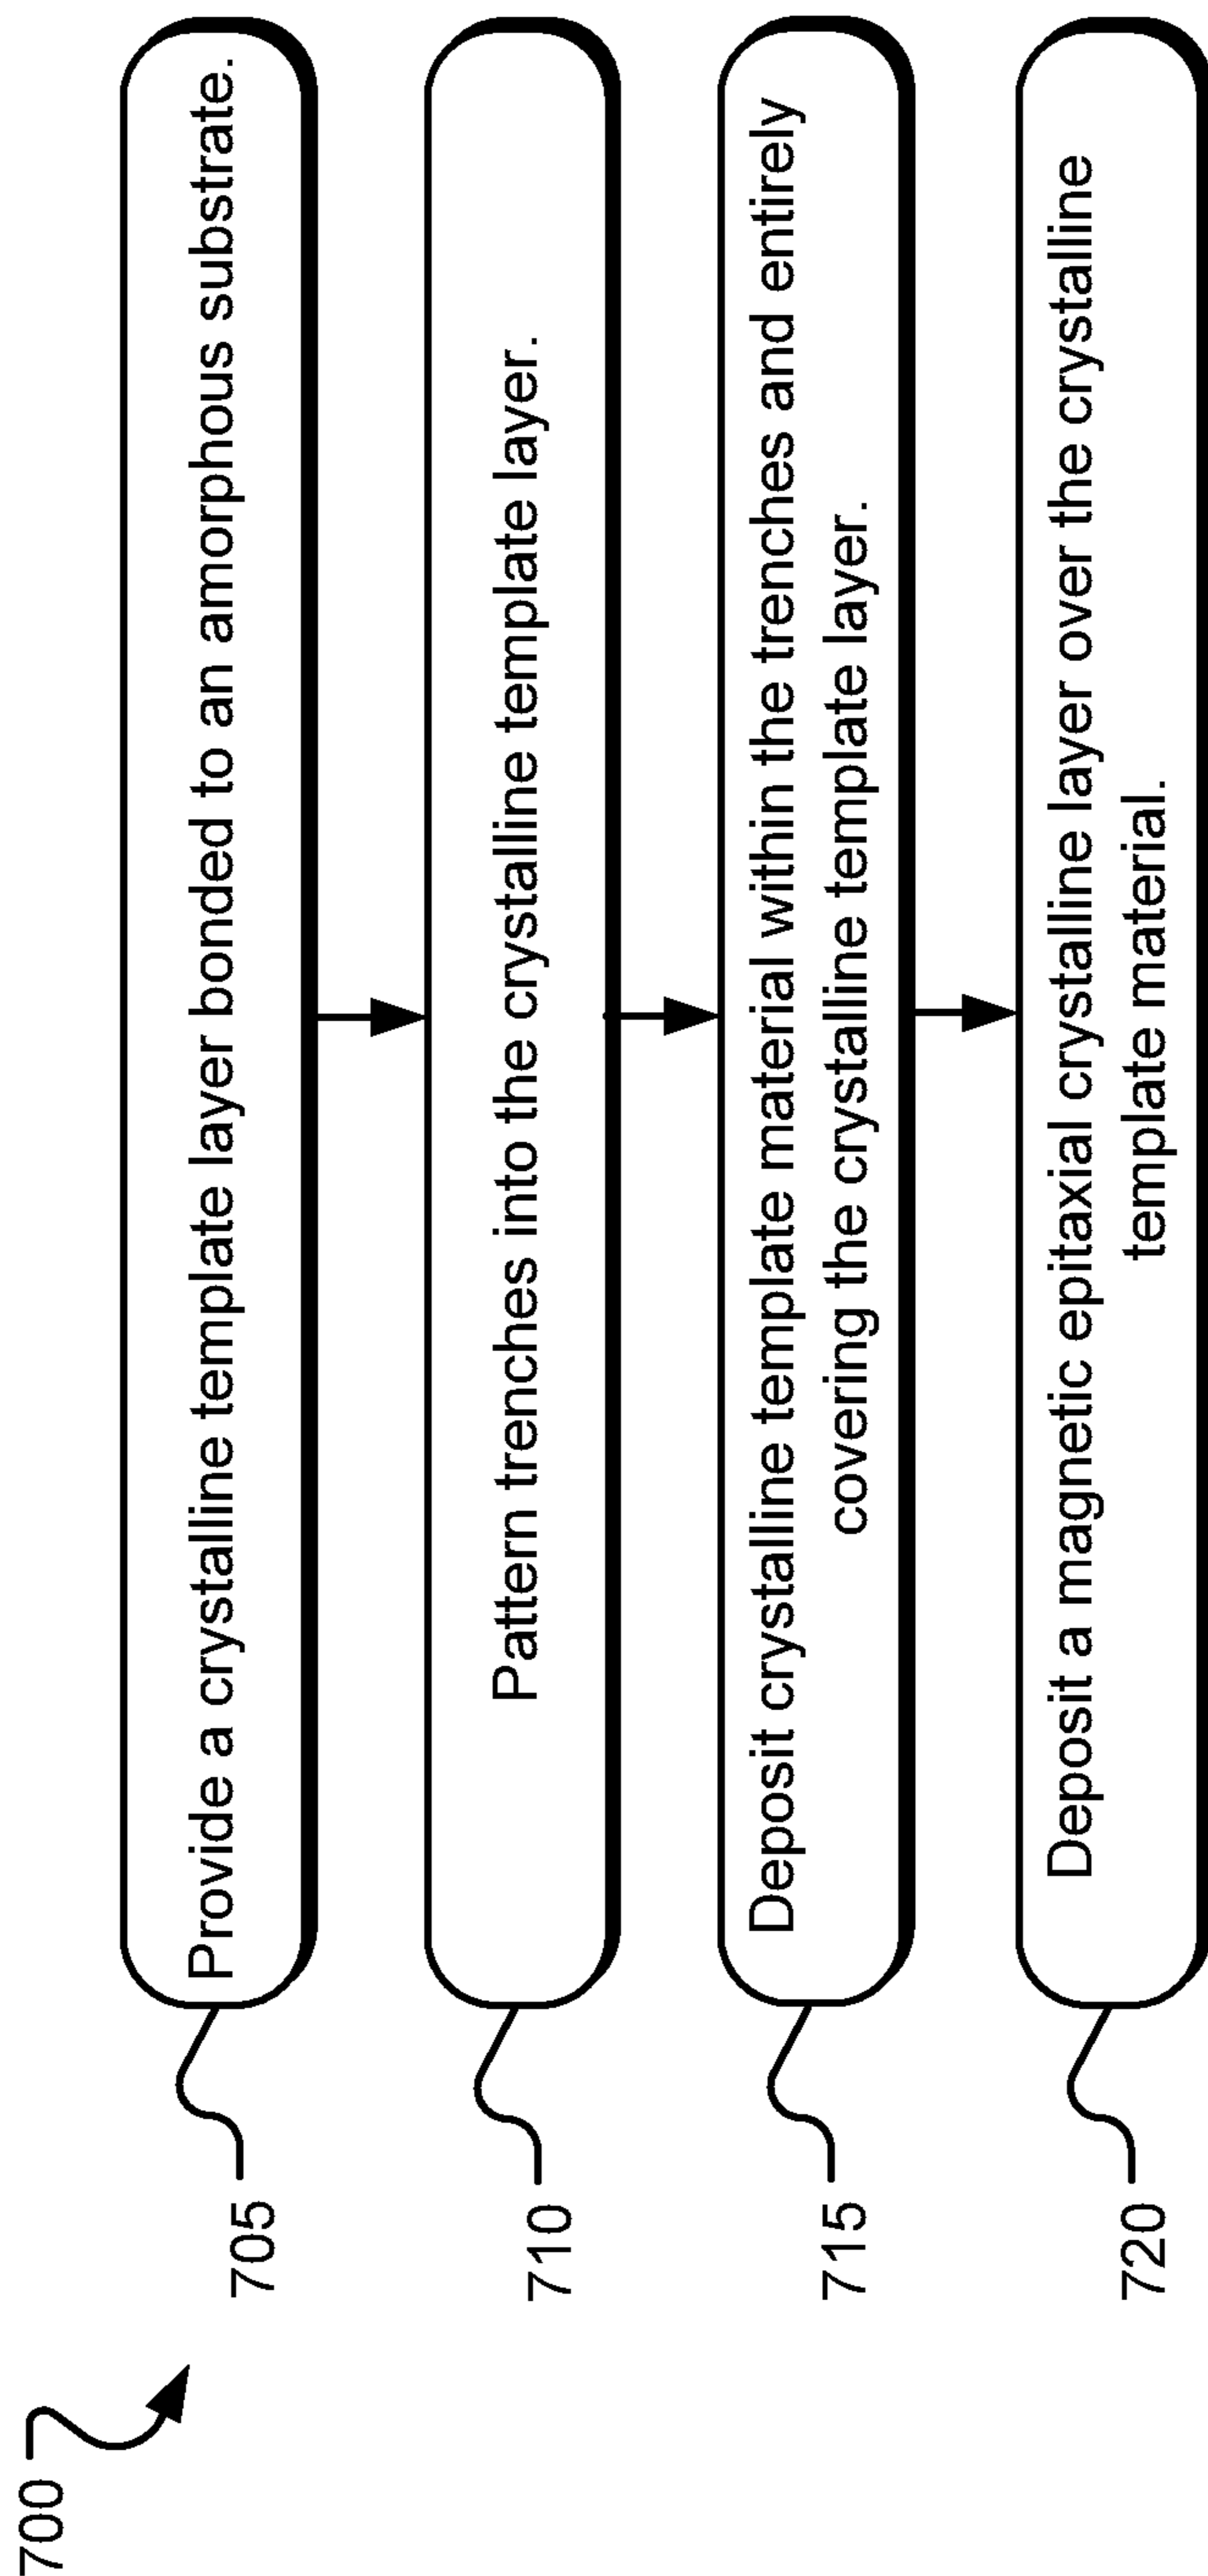 700
705
Provide a crystalline template layer bonded to an amorphous substrate.
710
Pattern trenches into the crystalline template layer.
715
Deposit crystalline template material within the trenches and entirely
covering the crystalline template layer.
720
Deposit a magnetic epitaxial crystalline layer over the crystalline
template material.